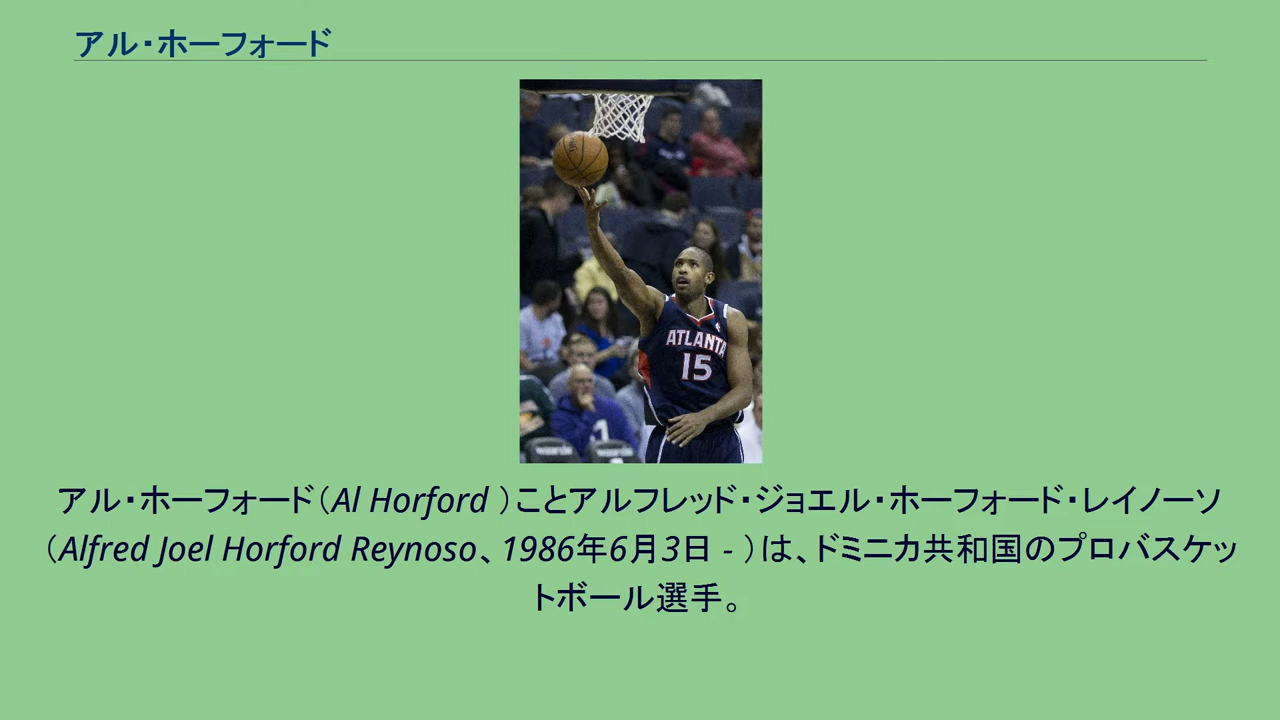 アル・ホーフォード
ATLANTA
15
アル・ホーフォード（Al Horford ）ことアルフレッド・ジョエル・ホーフォード・レイノーソ
（Alfred Joel Horford Reynoso、1986年6月3日 - ）は、ドミニカ共和国のプロバスケッ
トボール選手。